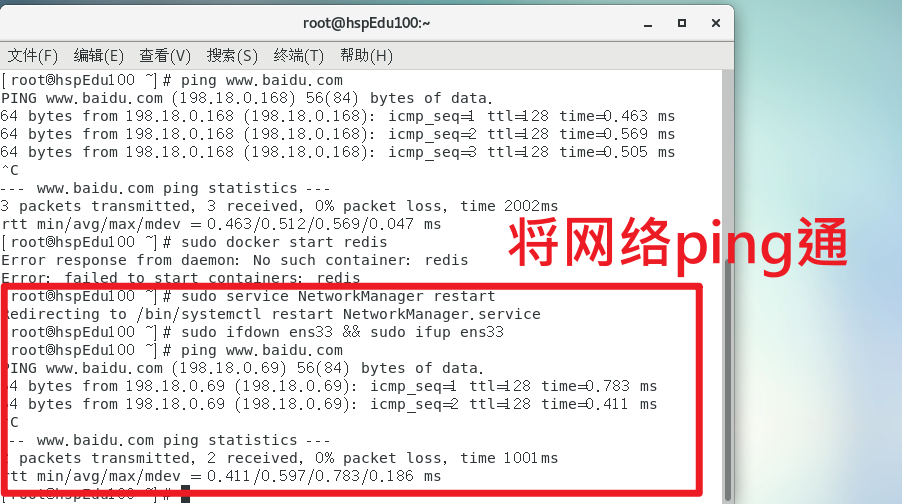 root@hspEdu100:~
文件(F) 编辑(E) 查看(V) 搜索(S) 终端(T) 帮助(H)
[root@hspEdu100 ~]# ping www.baidu.com
PING www.baidu.com (198.18.0.168) 56(84) bytes of data.
64 bytes from 198.18.0.168 (198.18.0.168): icmp_seq=1 ttl=128 time=0.463 ms
64 bytes from 198.18.0.168 (198.18.0.168): icmp_seq=2 ttl=128 time=0.569 ms
64 bytes from 198.18.0.168 (198.18.0.168): icmp_seq=3 ttl=128 time=0.505 ms
^C
--- www.baidu.com ping statistics ---
3 packets transmitted, 3 received, 0% packet loss, time 2002ms
rtt min/avg/max/mdev = 0.463/0.512/0.569/0.047 ms
[root@hspEdu100 ~]# sudo docker start redis
Error response from daemon: No such container: redis
Error: failed to start containers: redis
将网络ping通
root@hspEdu100 ~]# sudo service NetworkManager restart
Redirecting to /bin/systemctl restart NetworkManager.service
root@hspEdu100 ~]# sudo ifdown ens33 && sudo ifup ens33
root@hspEdu100 ~]# ping www.baidu.com
PING www.baidu.com (198.18.0.69) 56(84) bytes of data.
64 bytes from 198.18.0.69 (198.18.0.69): icmp_seq=1 ttl=128 time=0.783 ms
64 bytes from 198.18.0.69 (198.18.0.69): icmp_seq=2 ttl=128 time=0.411 ms
^C
--- www.baidu.com ping statistics ---
2 packets transmitted, 2 received, 0% packet loss, time 1001ms
rtt min/avg/max/mdev = 0.411/0.597/0.783/0.186 ms
[root@hspEdu100 ~]#